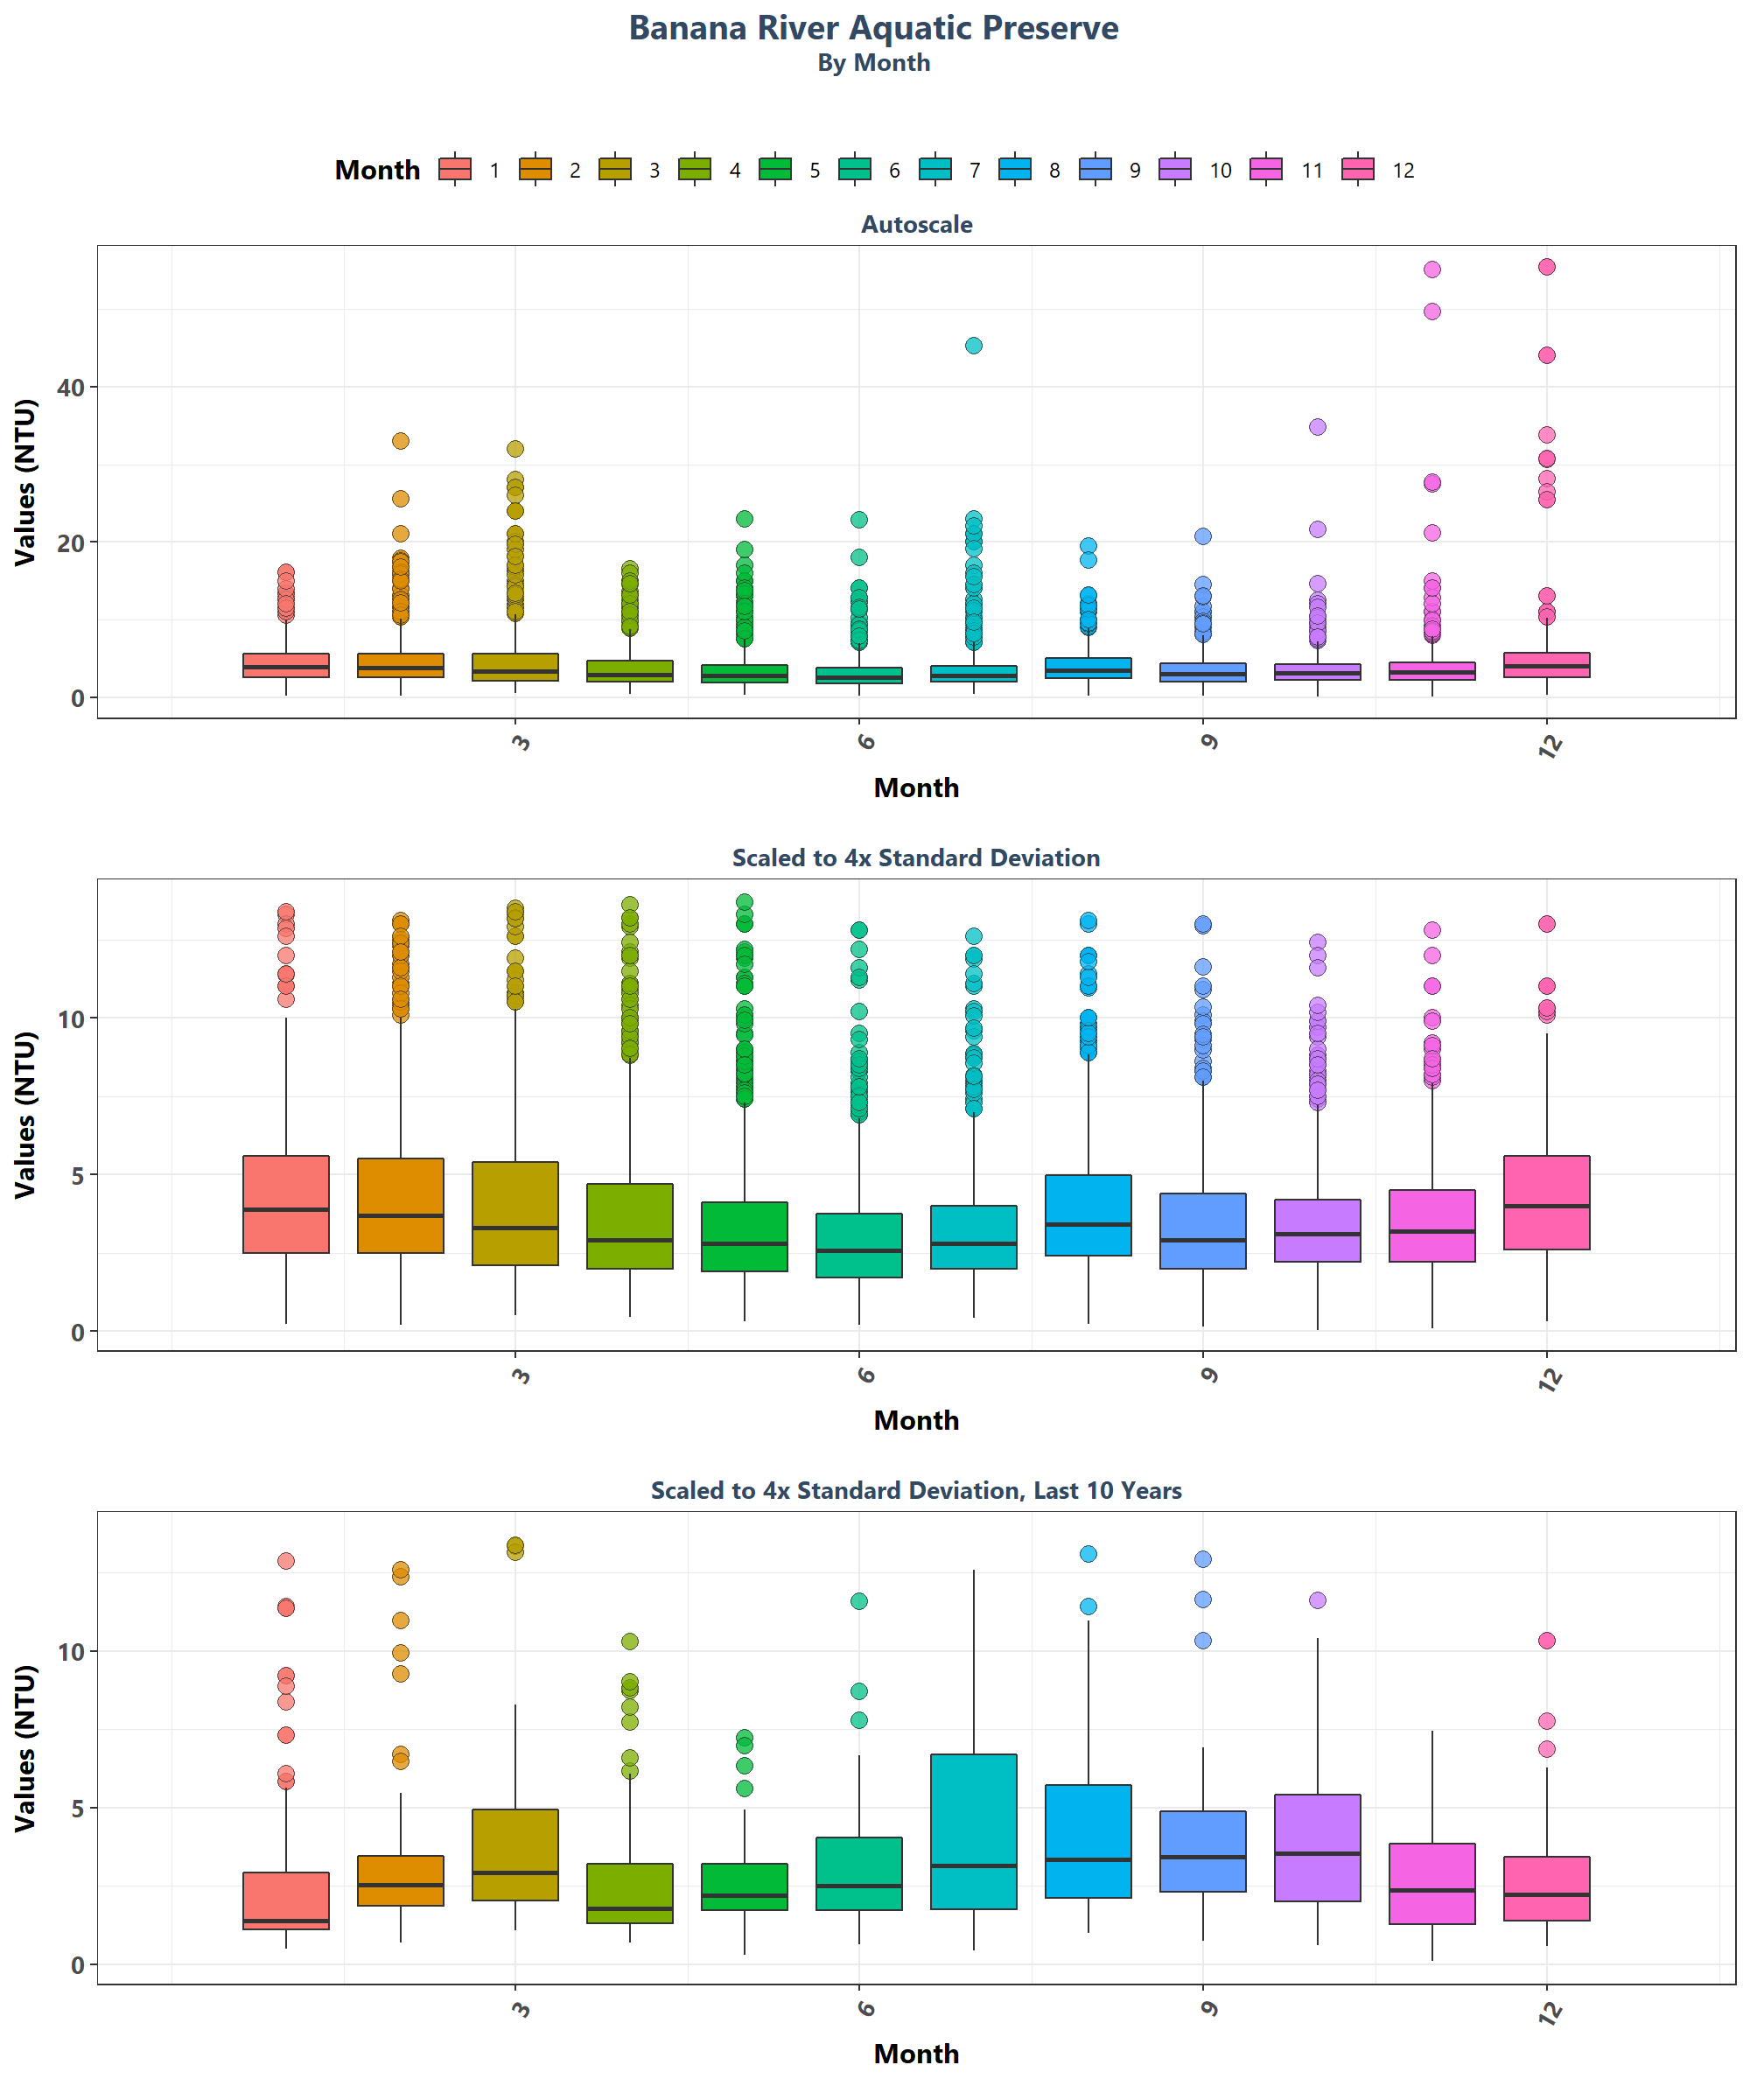 Banana River Aquatic Preserve
By Month
Month 1 2 3 4 5 6 7 8 9 10 11 12
Autoscale
Values (NTU)
40
20
0
3 6 9 12
Month
Scaled to 4x Standard Deviation
Values (NTU)
10
5
0
3 6 9 12
Month
Scaled to 4x Standard Deviation, Last 10 Years
Values (NTU)
10
5
0
3 6 9 12
Month